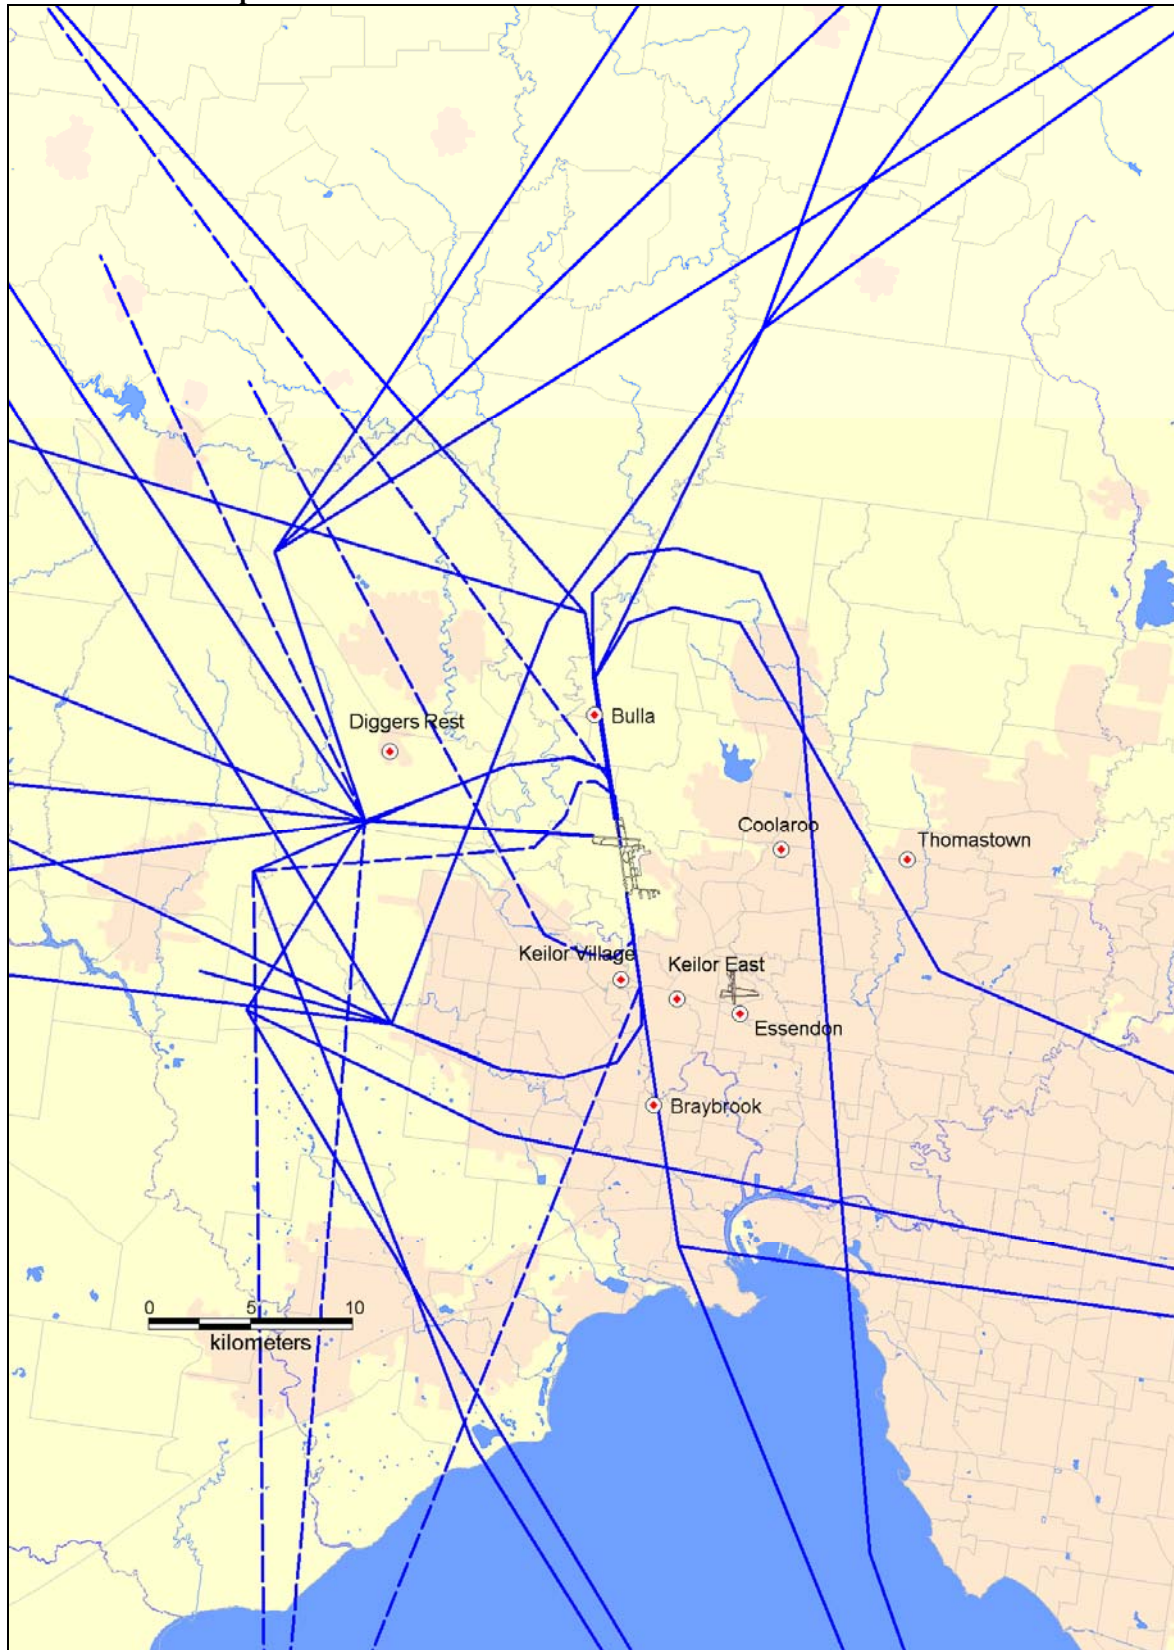 Bulla
Diggers Rest
Coolaroo
Thomastown
Keilor Village
Keilor East
Essendon
Braybrook
0 5 10
kilometers